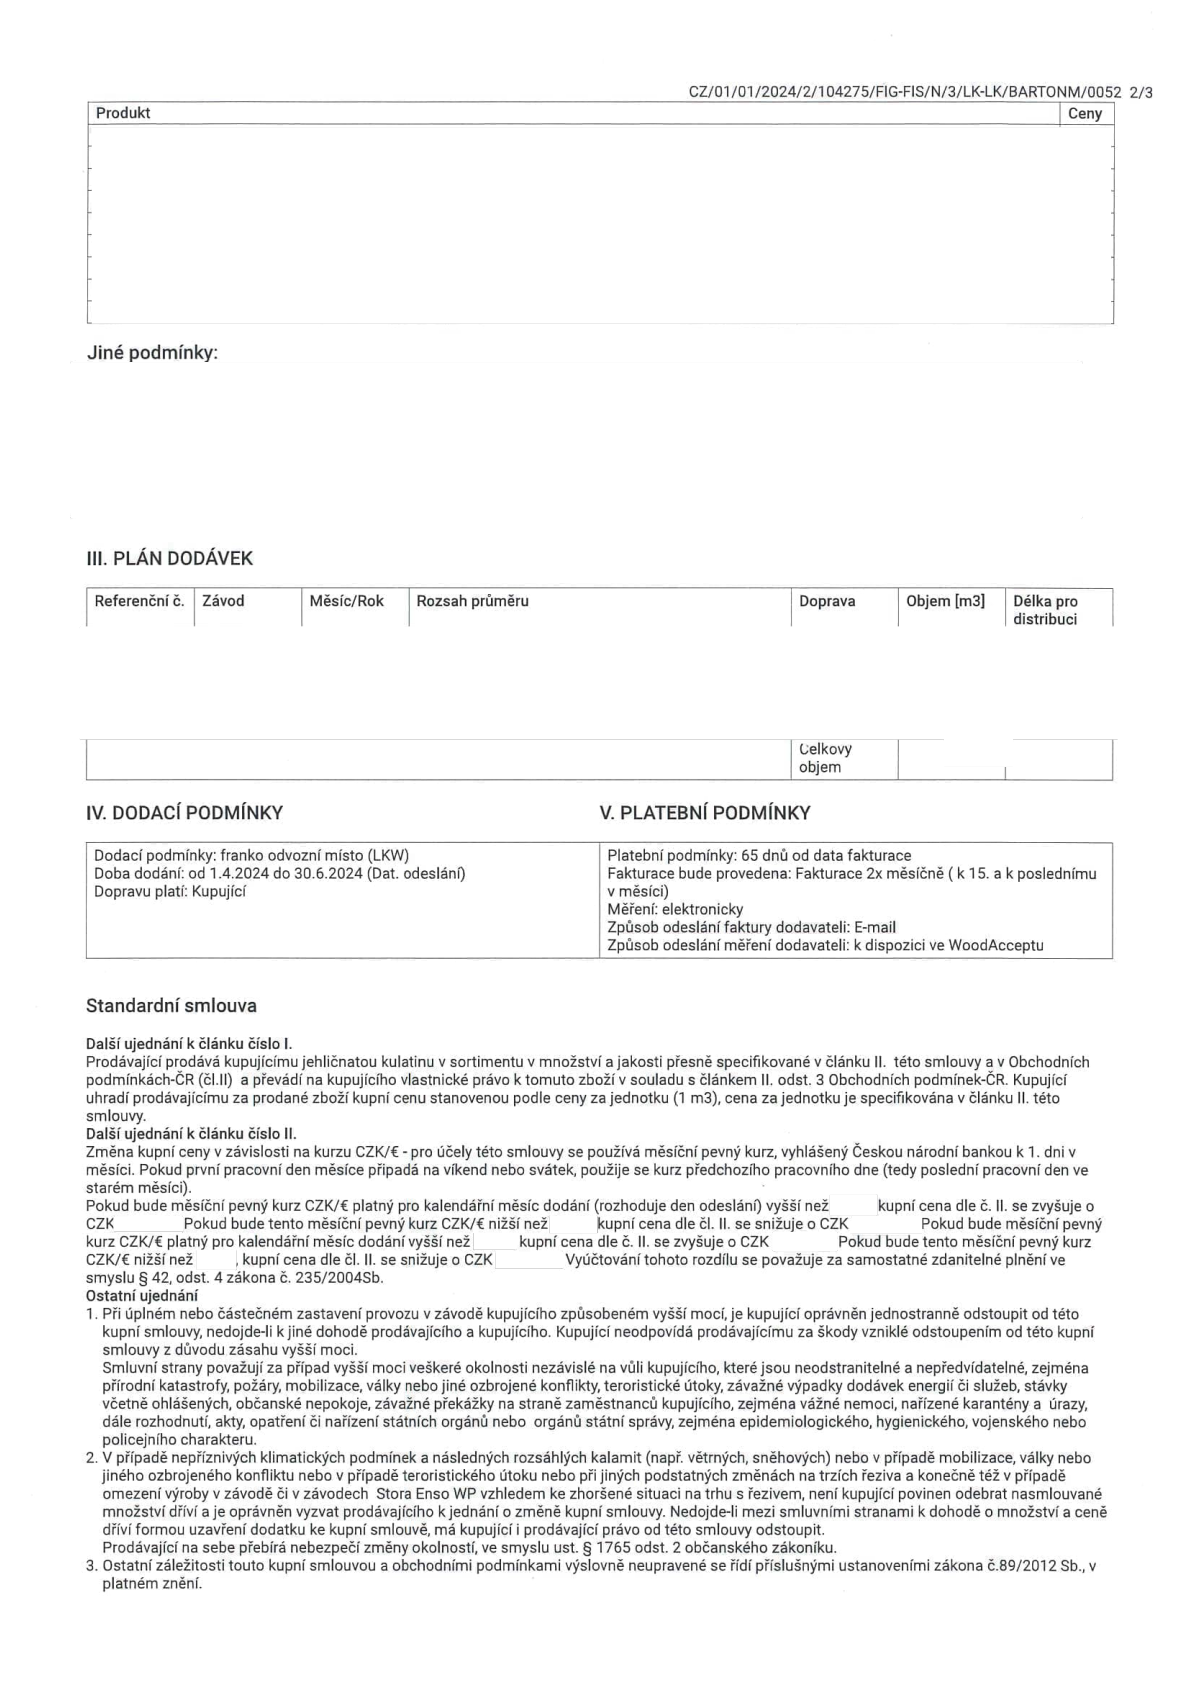 CZ/01/01/2024/2/104275/FIG-FIS/N/3/LK-LK/BARTONM/0052 2/3
Produkt Ceny
Jiné podmínky:
III. PLÁN DODÁVEK
Referenční č. Závod Měsíc/Rok Rozsah průměru Doprava Objem [m3] Délka pro
distribuci
Celkovy
objem
IV. DODACÍ PODMÍNKY
Dodací podmínky: franko odvozní místo (LKW)
Doba dodání: od 1.4.2024 do 30.6.2024 (Dat. odeslání)
Dopravu platí: Kupující
V. PLATEBNÍ PODMÍNKY
Platební podmínky: 65 dnů od data fakturace
Fakturace bude provedena: Fakturace 2x měsíčně ( k 15. a k poslednímu
v měsíci)
Měření: elektronicky
Způsob odeslání faktury dodavateli: E-mail
Způsob odeslání měření dodavateli: k dispozici ve WoodAcceptu
Standardní smlouva
Další ujednání k článku číslo I.
Prodávající prodává kupujícímu jehličnatou kulatinu v sortimentu v množství a jakosti přesně specifikované v článku II. této smlouvy a v Obchodních
podmínkách-ČR (čl.II) a převádí na kupujícího vlastnické právo k tomuto zboží v souladu s článkem II. odst. 3 Obchodních podmínek-ČR. Kupující
uhradí prodávajícímu za prodané zboží kupní cenu stanovenou podle ceny za jednotku (1 m3), cena za jednotku je specifikována v článku II. této
smlouvy.
Další ujednání k článku číslo II.
Změna kupní ceny v závislosti na kurzu CZK/€ - pro účely této smlouvy se používá měsíční pevný kurz, vyhlášený Českou národní bankou k 1. dni v
měsíci. Pokud první pracovní den měsíce připadá na víkend nebo svátek, použije se kurz předchozího pracovního dne (tedy poslední pracovní den ve
starém měsíci).
Pokud bude měsíční pevný kurz CZK/€ platný pro kalendářní měsíc dodání (rozhoduje den odeslání) vyšší než kupní cena dle č. II. se zvyšuje o
CZK Pokud bude tento měsíční pevný kurz CZK/€ nižší než kupní cena dle čl. II. se snižuje o CZK Pokud bude měsíční pevný
kurz CZK/€ platný pro kalendářní měsíc dodání vyšší než kupní cena dle č. II. se zvyšuje o CZK Pokud bude tento měsíční pevný kurz
CZK/€ nižší než , kupní cena dle čl. II. se snižuje o CZK Vyúčtování tohoto rozdílu se považuje za samostatné zdanitelné plnění ve
smyslu § 42, odst. 4 zákona č. 235/2004Sb.
Ostatní ujednání
1. Při úplném nebo částečném zastavení provozu v závodě kupujícího způsobeném vyšší mocí, je kupující oprávněn jednostranně odstoupit od této
kupní smlouvy, nedojde-li k jiné dohodě prodávajícího a kupujícího. Kupující neodpovídá prodávajícímu za škody vzniklé odstoupením od této kupní
smlouvy z důvodu zásahu vyšší moci.
Smluvní strany považují za případ vyšší moci veškeré okolnosti nezávislé na vůli kupujícího, které jsou neodstranitelné a nepředvídatelné, zejména
přírodní katastrofy, požáry, mobilizace, války nebo jiné ozbrojené konflikty, teroristické útoky, závažné výpadky dodávek energií či služeb, stávky
včetně ohlášených, občanské nepokoje, závažné překážky na straně zaměstnanců kupujícího, zejména vážné nemoci, nařízené karantény a úrazy,
dále rozhodnutí, akty, opatření či nařízení státních orgánů nebo orgánů státní správy, zejména epidemiologického, hygienického, vojenského nebo
policejního charakteru.
2. V případě nepříznivých klimatických podmínek a následných rozsáhlých kalamit (např. větrných, sněhových) nebo v případě mobilizace, války nebo
jiného ozbrojeného konfliktu nebo v případě teroristického útoku nebo při jiných podstatných změnách na trzích řeziva a konečně též v případě
omezení výroby v závodě či v závodech Stora Enso WP vzhledem ke zhoršené situaci na trhu s řezivem, není kupující povinen odebrat nasmlouvané
množství dříví a je oprávněn vyzvat prodávajícího k jednání o změně kupní smlouvy. Nedojde-li mezi smluvními stranami k dohodě o množství a ceně
dříví formou uzavření dodatku ke kupní smlouvě, má kupující i prodávající právo od této smlouvy odstoupit.
Prodávající na sebe přebírá nebezpečí změny okolností, ve smyslu ust. § 1765 odst. 2 občanského zákoníku.
3. Ostatní záležitosti touto kupní smlouvou a obchodními podmínkami výslovně neupravené se řídí příslušnými ustanoveními zákona č.89/2012 Sb., v
platném znění.